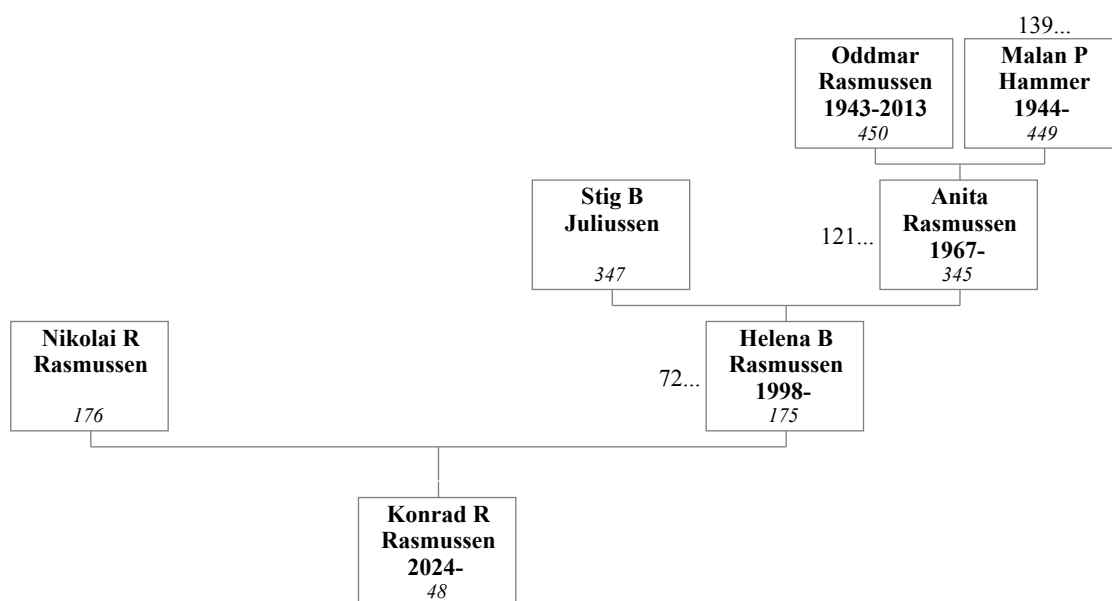 139...
Oddmar
Rasmussen
1943-2013
450
Malan P
Hammer
1944-
449
Stig B
Juliussen
347
121...
Anita
Rasmussen
1967-
345
Nikolai R
Rasmussen
176
72...
Helena B
Rasmussen
1998-
175
Konrad R
Rasmussen
2024-
48